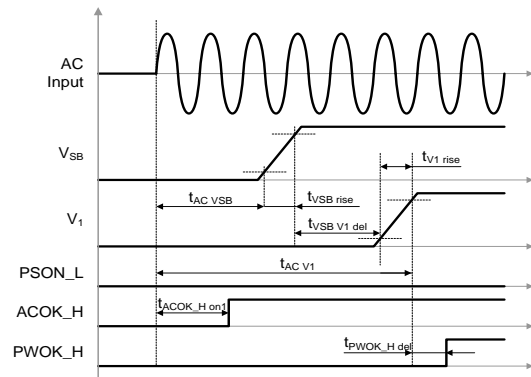 AC
Input
VSB
tV1 rise
tAC VSB
tVSB rise
tVSB V1 del
V1
tAC V1
PSON_L
tACOK_H on1
ACOK_H
tPWOK_H del
PWOK_H